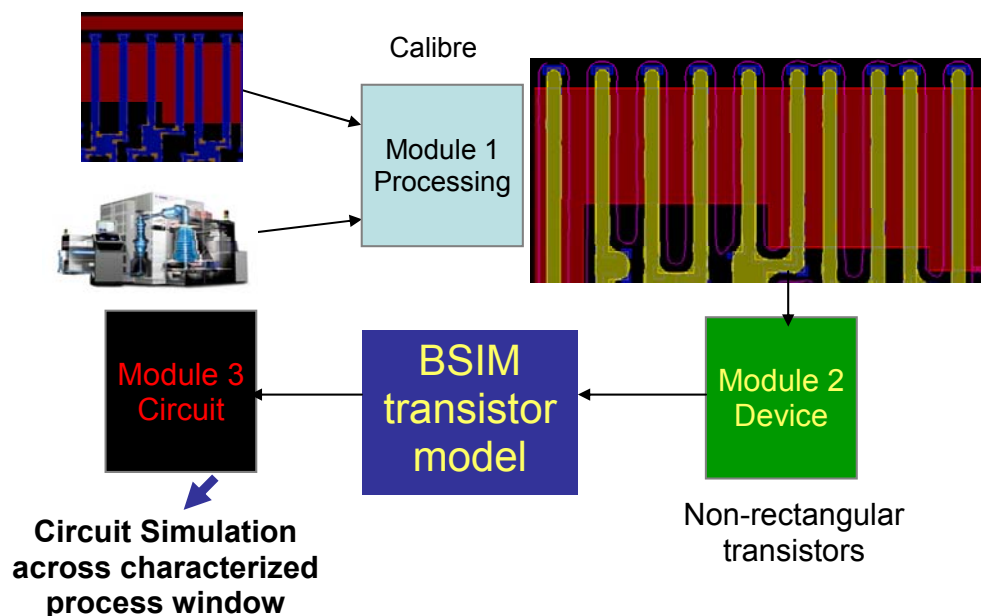 Calibre
Module 1
Processing
Module 3
Circuit
BSIM
transistor
model
Module 2
Device
Non-rectangular
transistors
Circuit Simulation
across characterized
process window